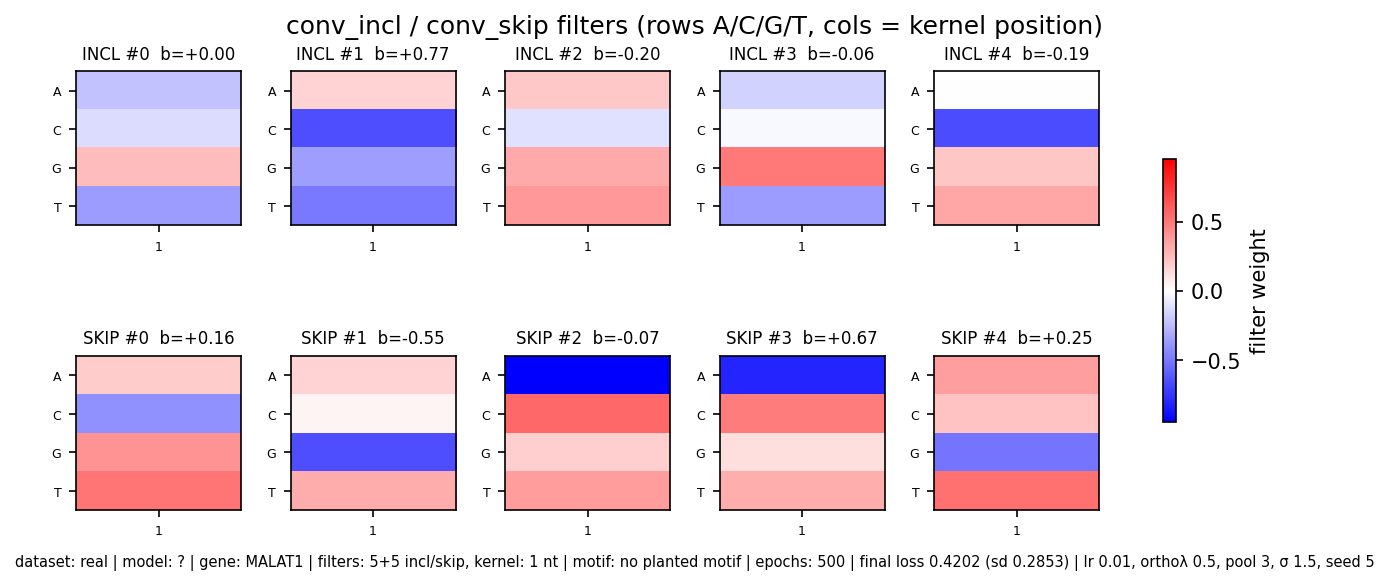 conv_incl / conv_skip filters (rows A/C/G/T, cols = kernel position)
INCL #0 b=+0.00
INCL #1 b=+0.77
INCL #2 b=-0.20
INCL #3 b=-0.06
INCL #4 b=-0.19
A
C
G
T
1
A
C
G
T
1
A
C
G
T
1
A
C
G
T
1
A
C
G
T
1
SKIP #0 b=+0.16
SKIP #1 b=-0.55
SKIP #2 b=-0.07
SKIP #3 b=+0.67
SKIP #4 b=+0.25
A
C
G
T
1
A
C
G
T
1
A
C
G
T
1
A
C
G
T
1
A
C
G
T
1
0.5
0.0
−0.5
filter weight
dataset: real | model: ? | gene: MALAT1 | filters: 5+5 incl/skip, kernel: 1 nt | motif: no planted motif | epochs: 500 | final loss 0.4202 (sd 0.2853) | lr 0.01, orthoλ 0.5, pool 3, σ 1.5, seed 5